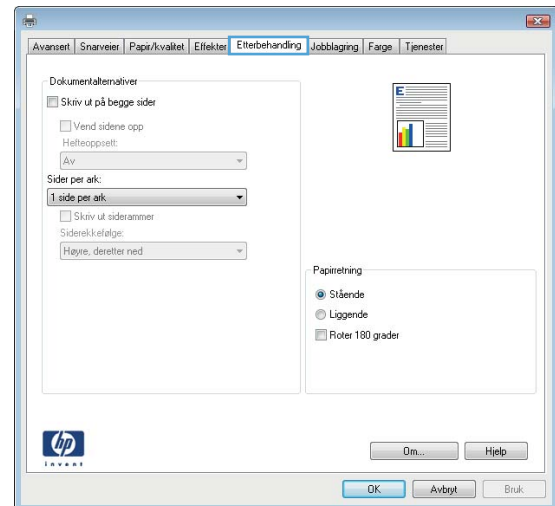 Avansert Snarveier Papir/kvalitet Effekter Etterbehandling Jobblagring Farge Tjenester
Dokumentalternativer
Skriv ut på begge sider
Vend sidene opp
Hefteoppsett:
Av
Sider per ark:
1 side per ark
Skriv ut siderammer
Siderekkefølge:
Høyre, deretter ned
E
Papirretning
Stående
Liggende
Roter 180 grader
hp
invent
Om... Hjelp
OK Avbryt Bruk